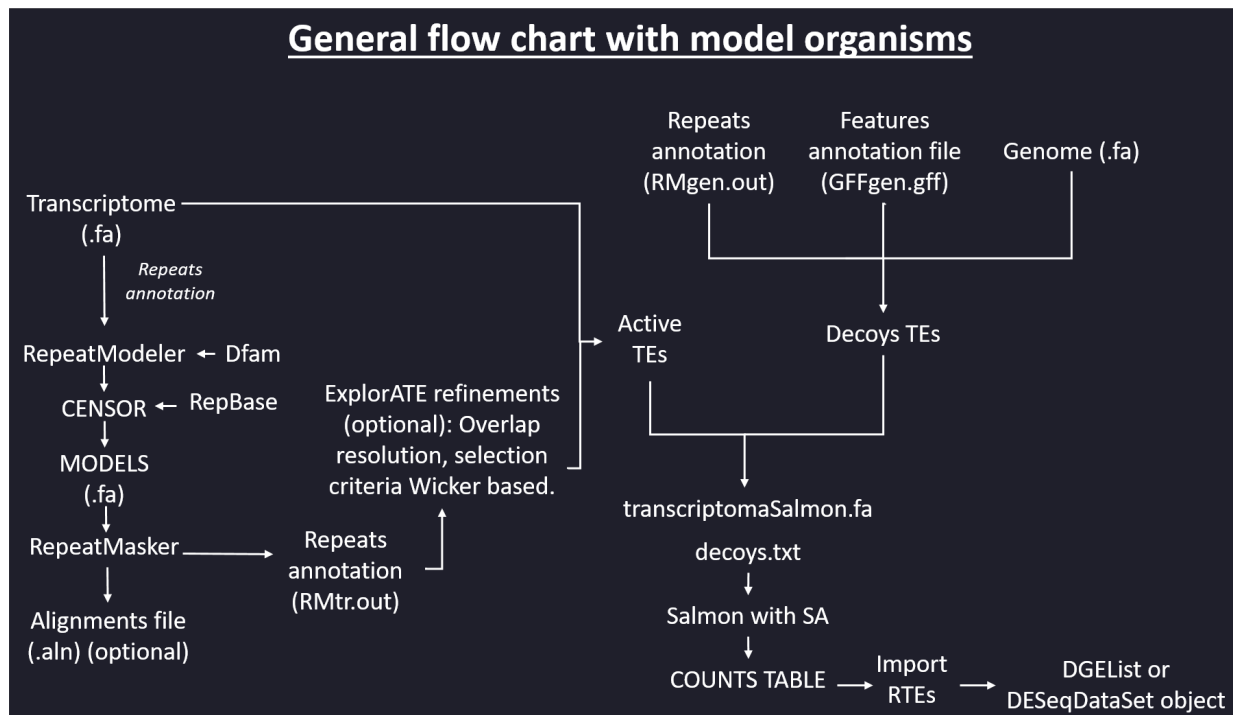 General flow chart with model organisms
Repeats
annotation
(RMgen.out)
Features
annotation file
(GFFgen.gff)
Genome (.fa)
Transcriptome
(.fa)
Repeats
annotation
RepeatModeler
Dfam
CENSOR
RepBase
MODELS
(.fa)
RepeatMasker
Alignments file
(.aln) (optional)
Repeats
annotation
(RMtr.out)
ExplorATE refinements
(optional): Overlap
resolution, selection
criteria Wicker based.
Active
TEs
Decoys TEs
transcriptomaSalmon.fa
decoys.txt
Salmon with SA
COUNTS TABLE
Import
RTEs
DGEList or
DESeqDataSet object